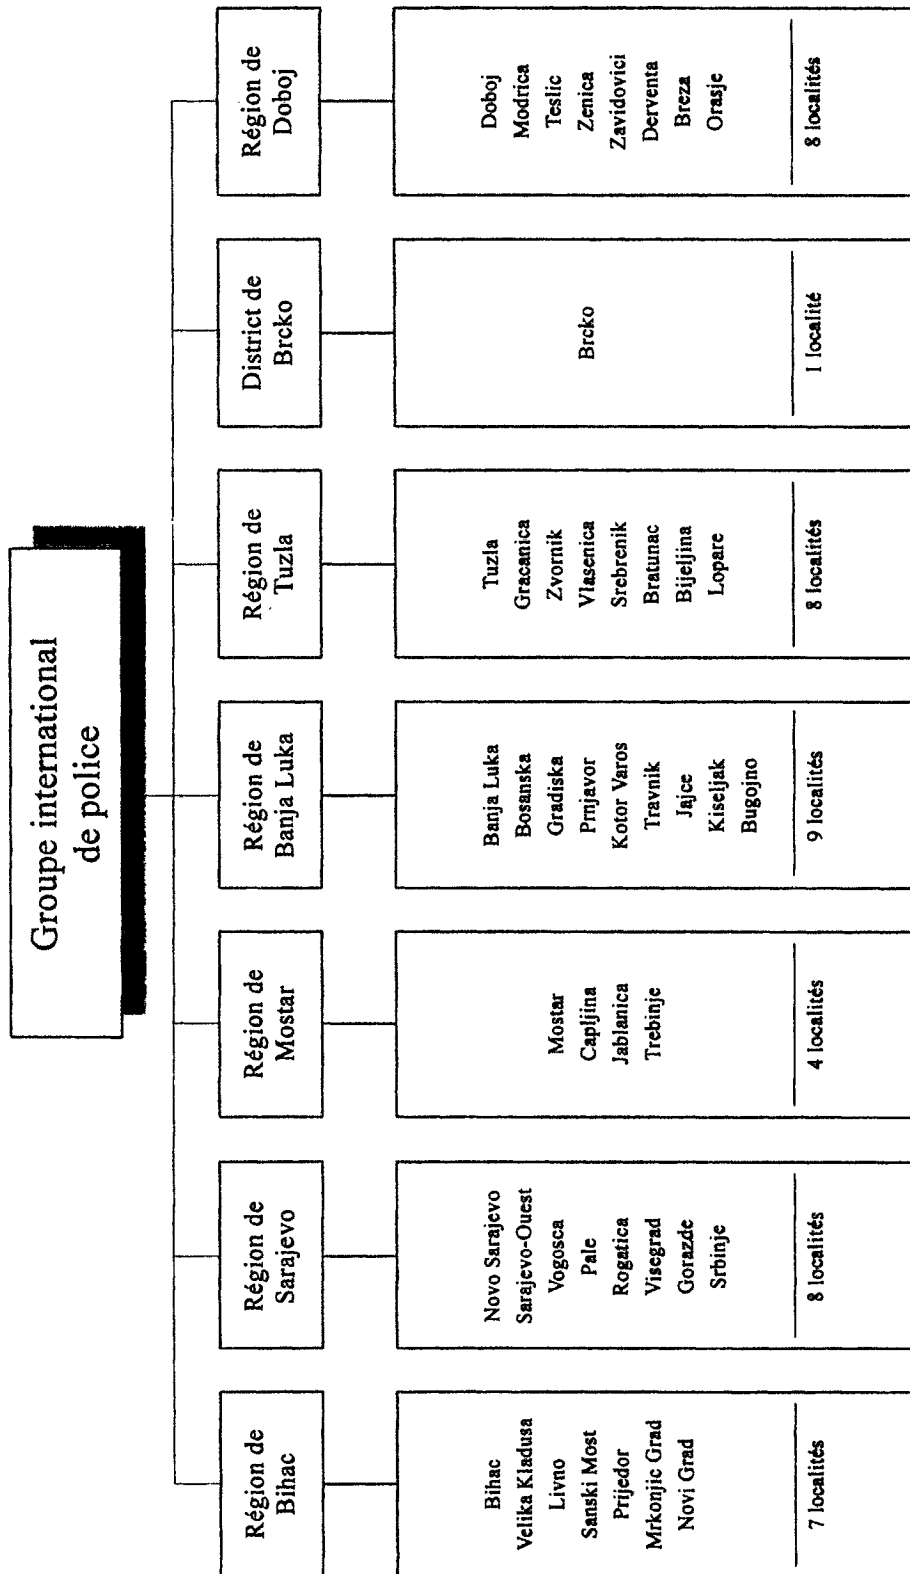 Groupe international
de police
Région de
Bihac
Bihac
Velika Kladusa
Livno
Sanski Most
Prijedor
Mrkonjic Grad
Novi Grad
7 localités
Région de
Sarajevo
Novo Sarajevo
Sarajevo-Ouest
Vogosca
Pale
Rogatica
Visegrad
Gorazde
Srbinje
8 localités
Région de
Mostar
Mostar
Capljina
Jablanica
Trebinje
4 localités
Région de
Banja Luka
Banja Luka
Bosanska
Gradiska
Prnjavor
Kotor Varos
Travnik
Jajce
Kiseljak
Bugojno
9 localités
Région de
Tuzla
Tuzla
Gracanica
Zvornik
Vlasenica
Srebrenik
Bratunac
Bijeljina
Lopare
8 localités
District de
Brcko
Brcko
1 localité
Région de
Doboj
Doboj
Modrica
Teslic
Zenica
Zavidovici
Derventa
Breza
Orasje
8 localités